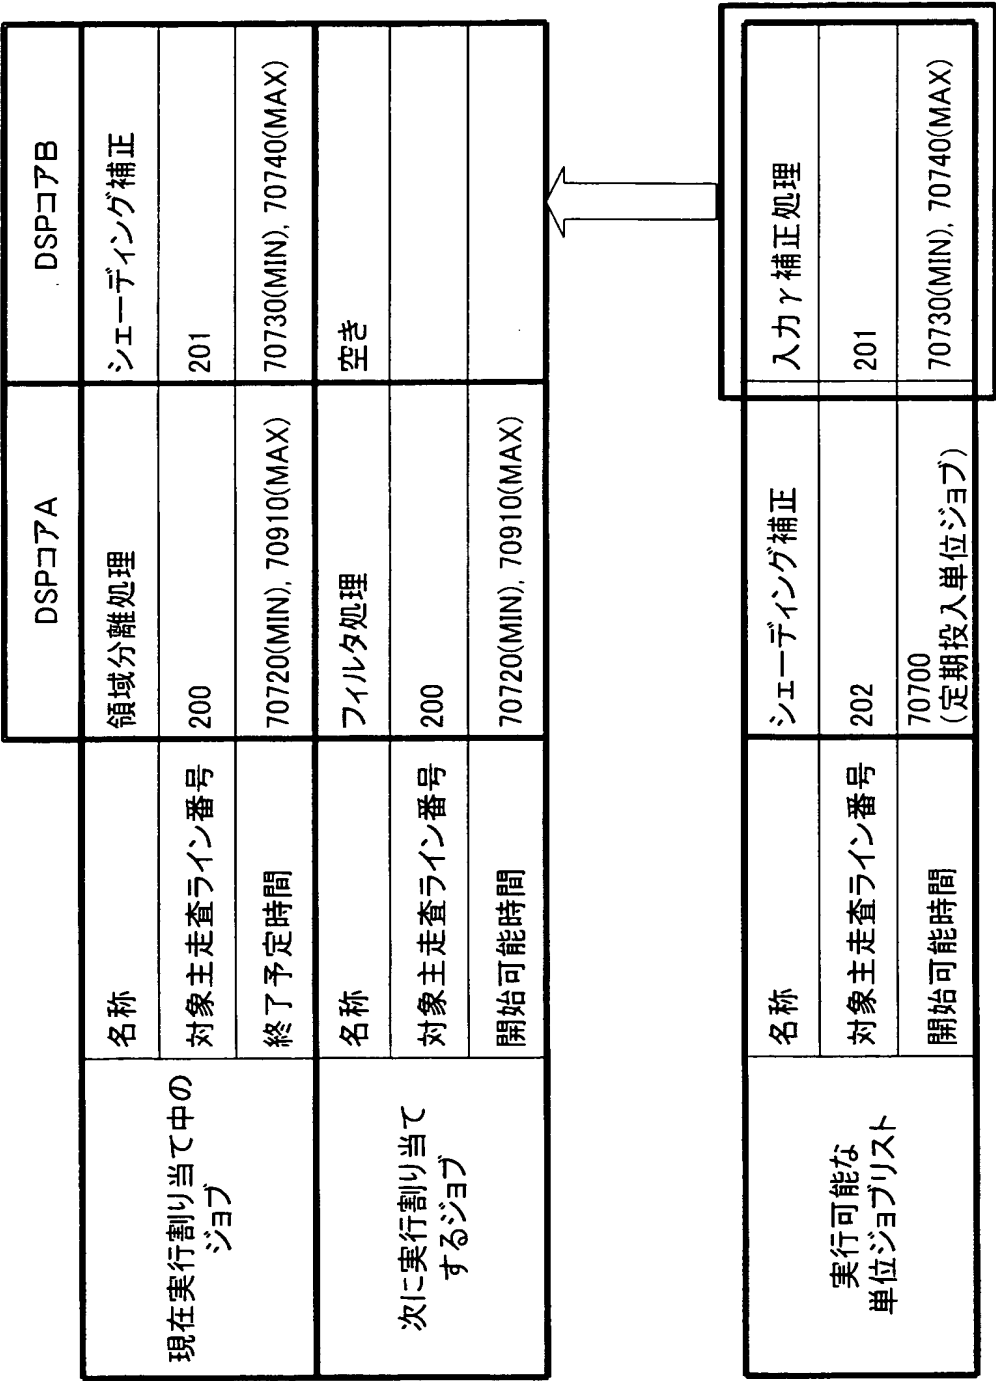 DSPコアA
DSPコアB
現在実行割り当て中の
ジョブ
名称
領域分離処理
シェーディング補正
対象主走査ライン番号
200
201
終了予定時間
70720(MIN), 70910(MAX)
70730(MIN), 70740(MAX)
次に実行割り当て
するジョブ
名称
フィルタ処理
空き
対象主走査ライン番号
200
開始可能時間
70720(MIN), 70910(MAX)
実行可能な
単位ジョブリスト
名称
シェーディング補正
入力γ補正処理
対象主走査ライン番号
202
201
開始可能時間
70700
(定期投入単位ジョブ)
70730(MIN), 70740(MAX)